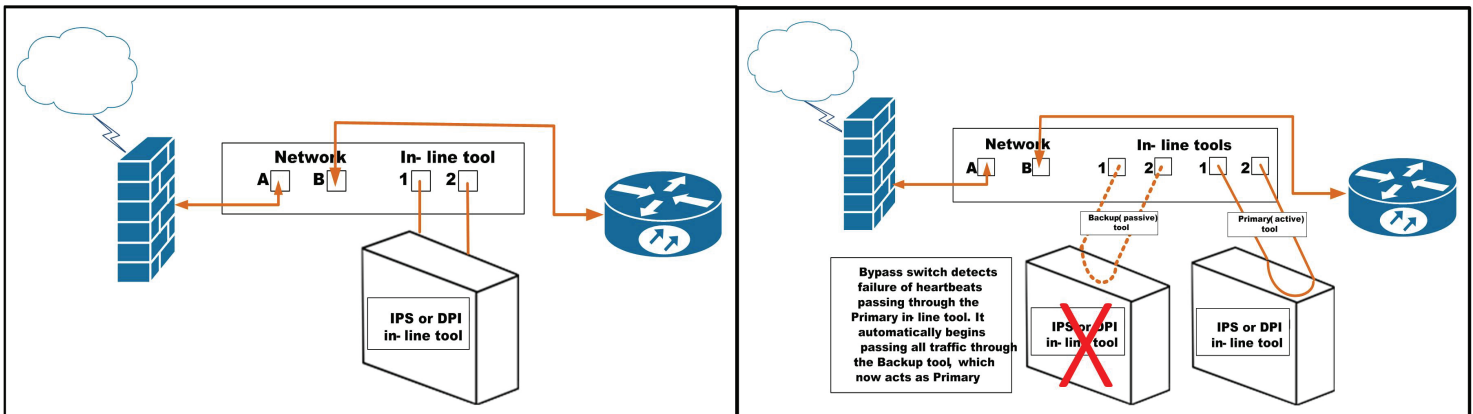 Network
In- line tool
A
B
1
2
IPS or DPI
in- line tool
Network
In- line tools
A
B
1
2
1
2
Backup( passive)
tool
Primary( active)
tool
Bypass switch detects
failure of heartbeats
passing through the
Primary in- line tool. It
automatically begins
passing all traffic through
the Backup tool, which
now acts as Primary
IPS or DPI
in- line tool
IPS or DPI
in- line tool